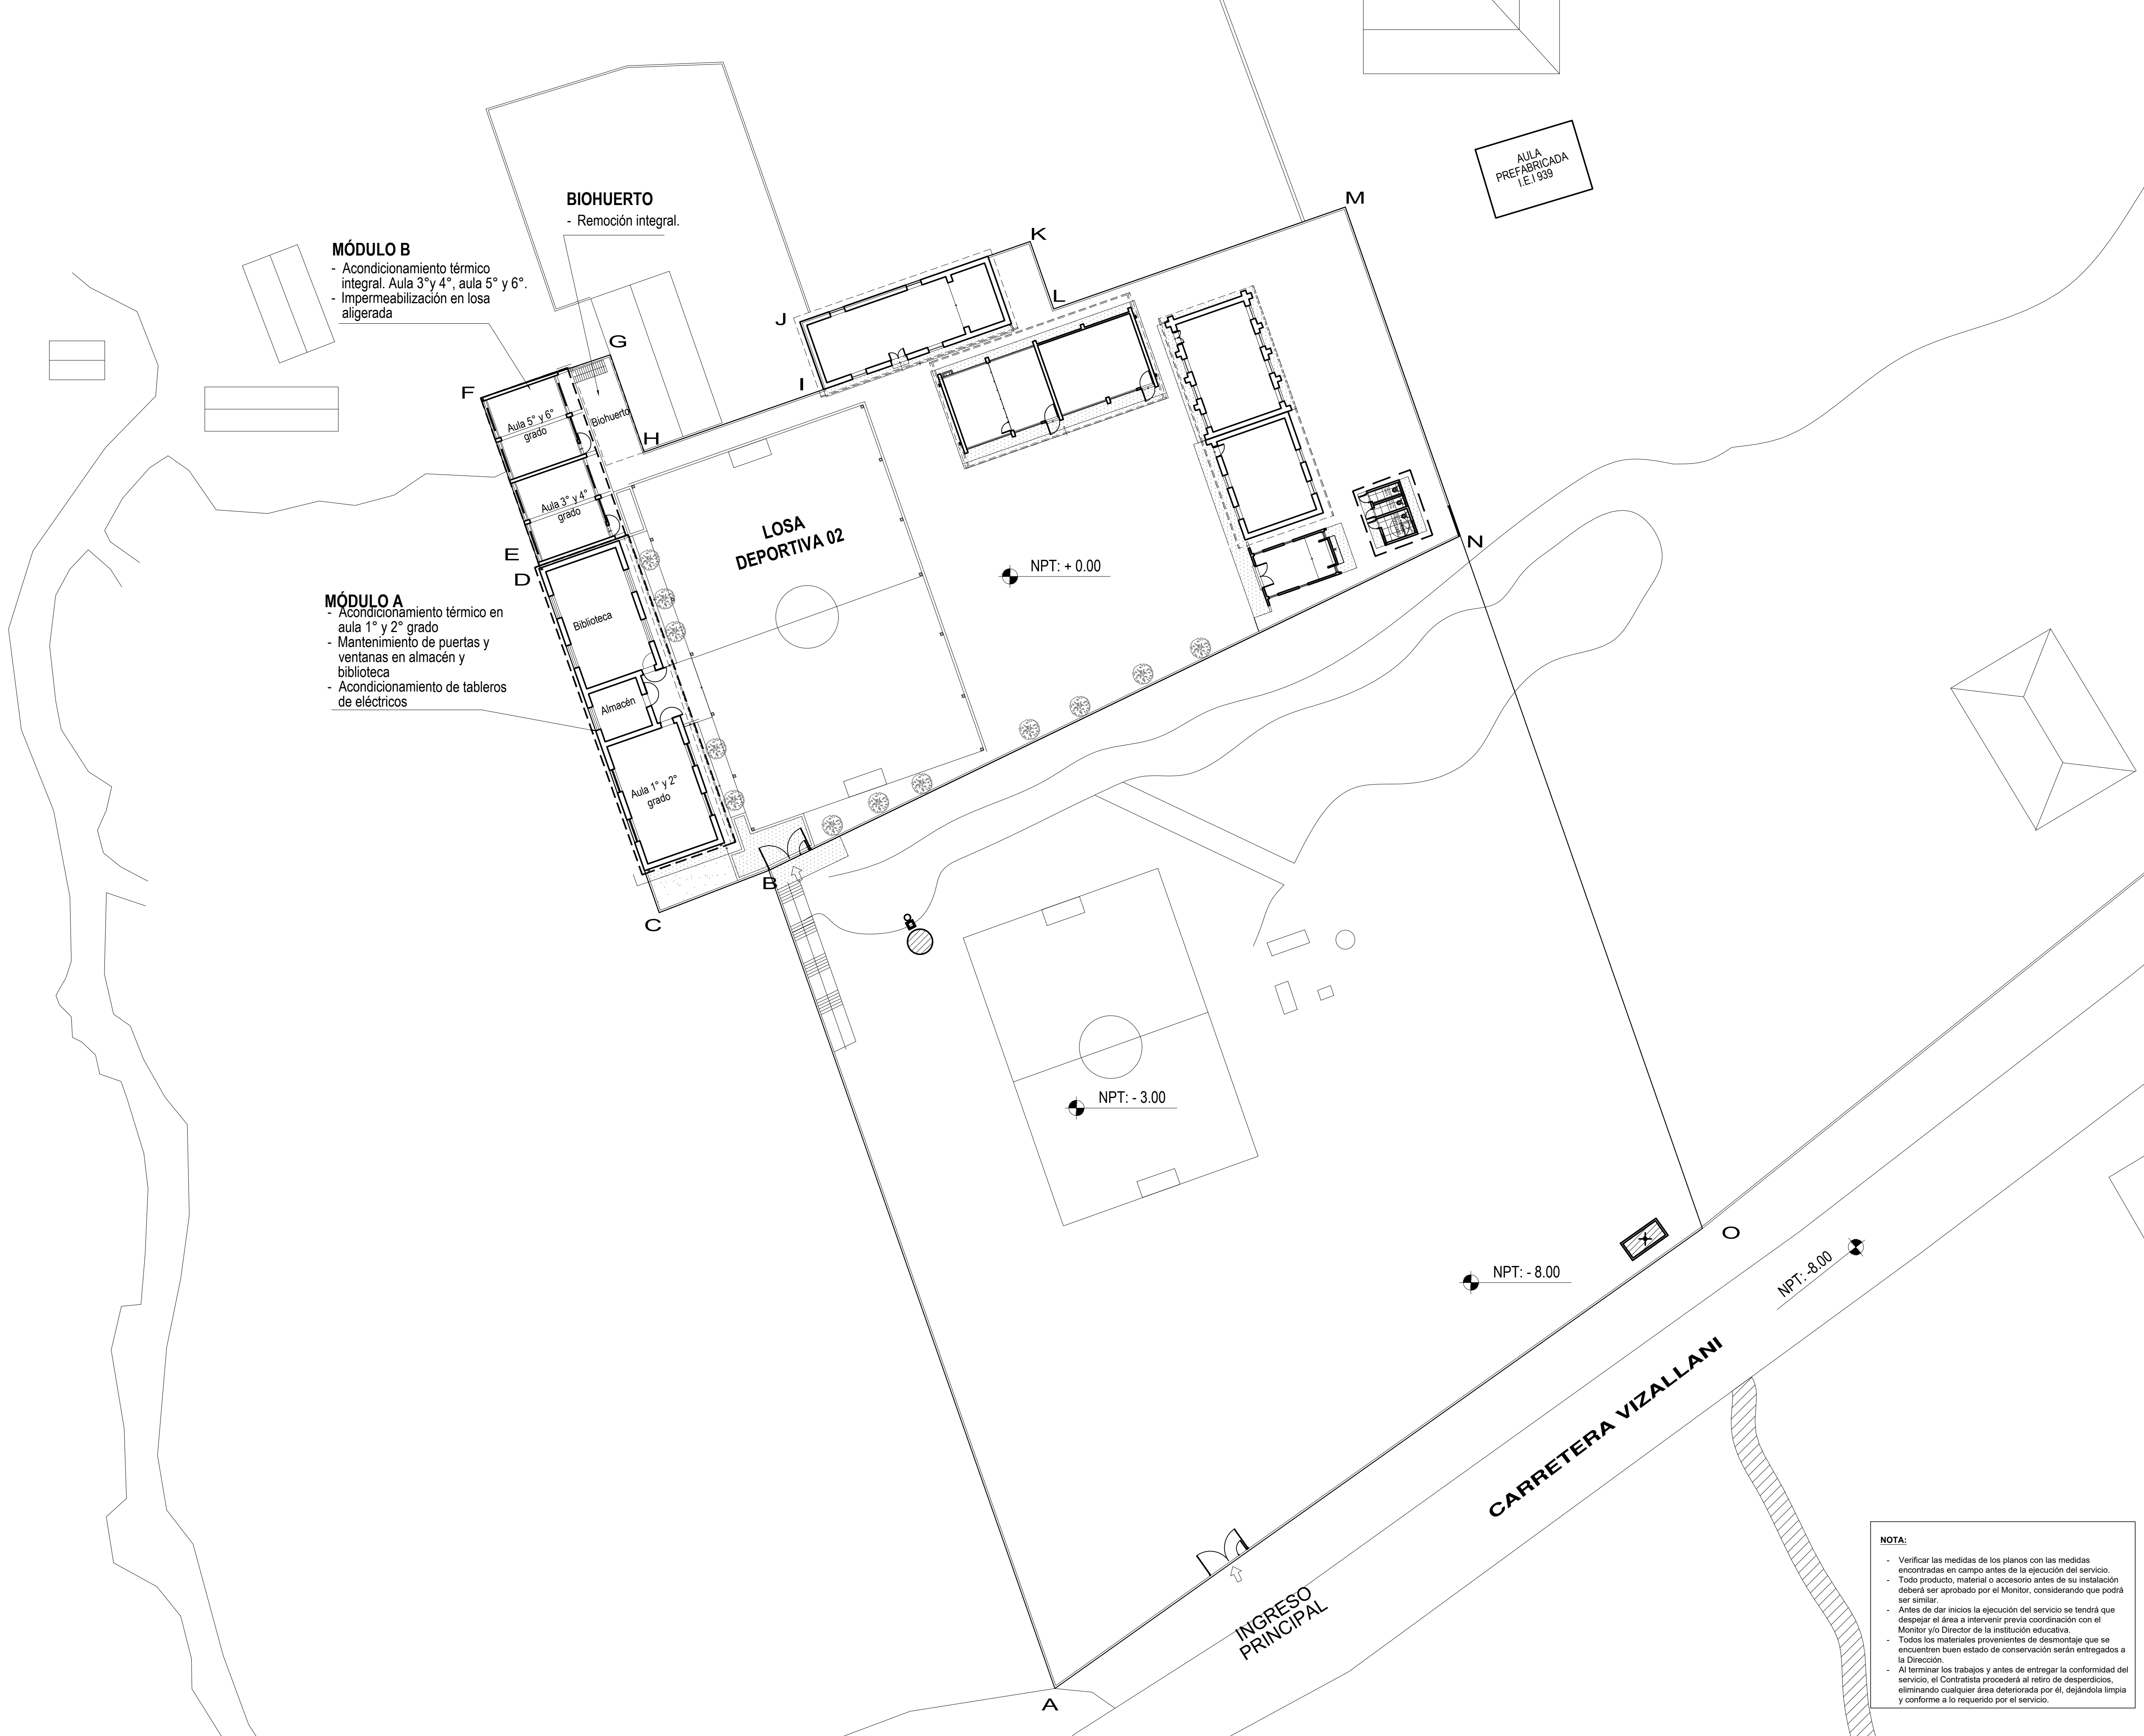 AULA
PREFABRICADA
I.E.I 939
M
BIOHUERTO
- Remoción integral.
K
MÓDULO B
- Acondicionamiento térmico
integral. Aula 3°y 4°, aula 5° y 6°.
- Impermeabilización en losa
aligerada
L
J
G
I
F
Aula 5° y 6°
grado
Biohuerto
H
Aula 3° y 4°
grado
LOSA
DEPORTIVA 02
N
E
D
NPT: + 0.00
MÓDULO A
- Acondicionamiento térmico en
aula 1° y 2° grado
- Mantenimiento de puertas y
ventanas en almacén y
biblioteca
- Acondicionamiento de tableros
de eléctricos
Biblioteca
Almacén
Aula 1° y 2°
grado
B
C
NPT: - 3.00
O
NPT: - 8.00
NPT: -8.00
CARRETERA VIZALLANI
INGRESO
PRINCIPAL
A
NOTA:
- Verificar las medidas de los planos con las medidas
encontradas en campo antes de la ejecución del servicio.
- Todo producto, material o accesorio antes de su instalación
deberá ser aprobado por el Monitor, considerando que podrá
ser similar.
- Antes de dar inicios la ejecución del servicio se tendrá que
despejar el área a intervenir previa coordinación con el
Monitor y/o Director de la institución educativa.
- Todos los materiales provenientes de desmontaje que se
encuentren buen estado de conservación serán entregados a
la Dirección.
- Al terminar los trabajos y antes de entregar la conformidad del
servicio, el Contratista procederá al retiro de desperdicios,
eliminando cualquier área deteriorada por él, dejándola limpia
y conforme a lo requerido por el servicio.